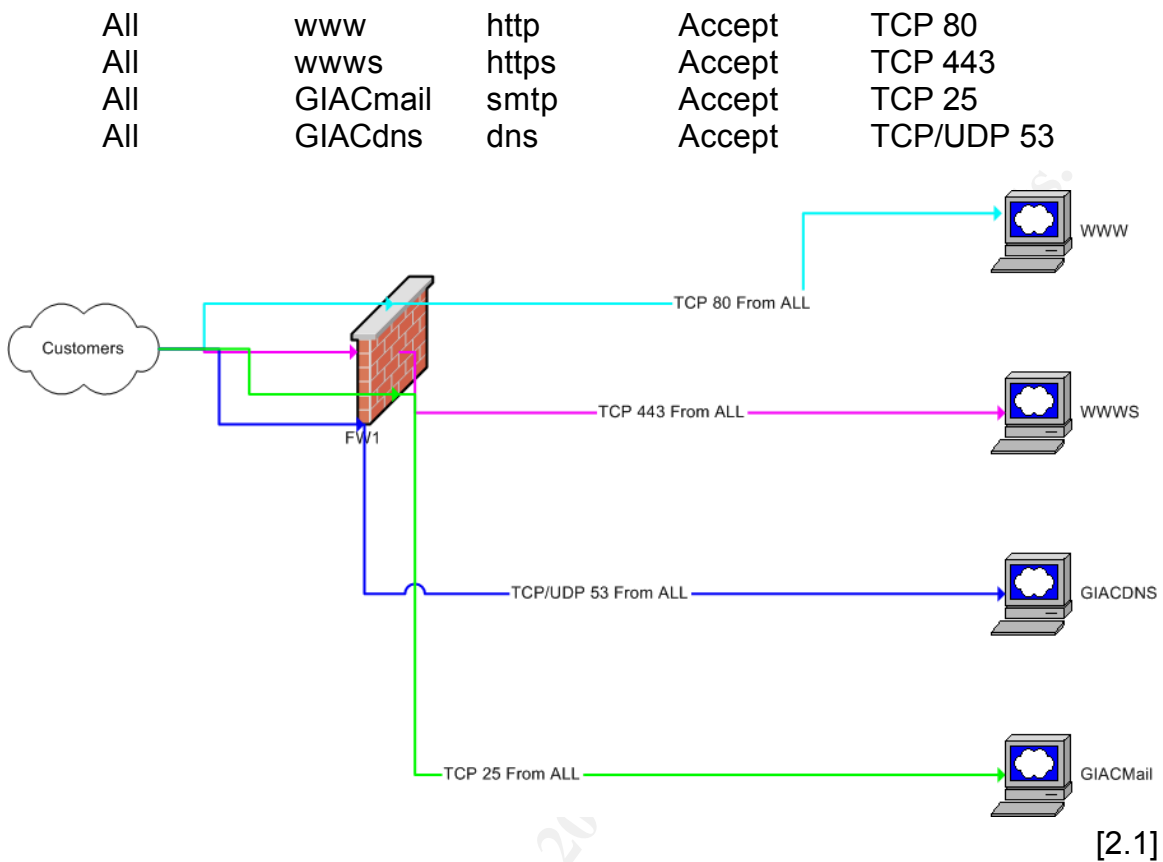 All www http Accept TCP 80
All wwws https Accept TCP 443
All GIACmail smtp Accept TCP 25
All GIACdns dns Accept TCP/UDP 53
WWW
TCP 80 From ALL
Customers
TCP 443 From ALL
WWWS
FW1
TCP/UDP 53 From ALL
GIACDNS
TCP 25 From ALL
GIACMail
[2.1]